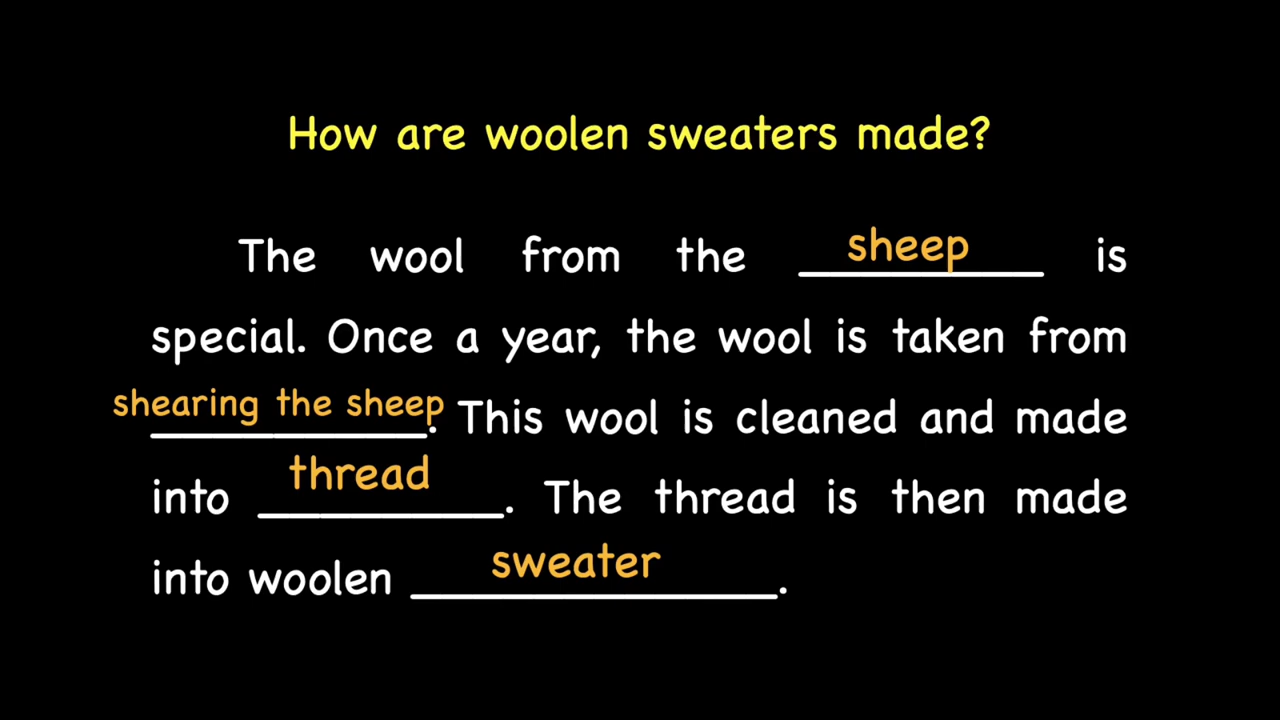 How are woolen sweaters made?
The wool from the sheep is
special. Once a year, the wool is taken from
shearing the sheep. This wool is cleaned and made
into thread. The thread is then made
into woolen sweater.